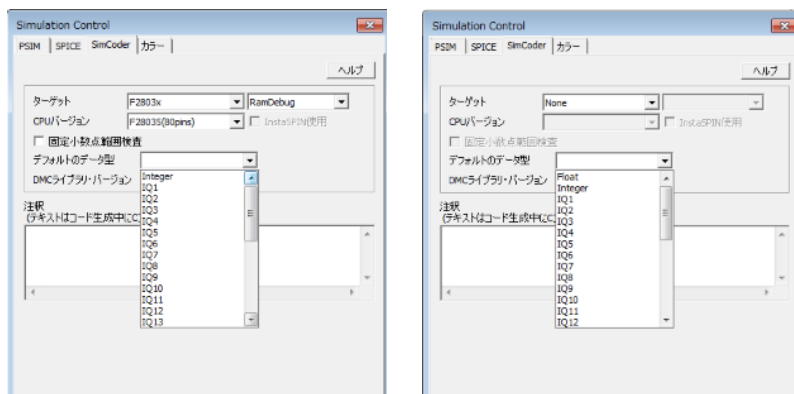 Simulation Control
PSIM SPICE SimCoder カラー
ヘルプ
ターゲット F2803x RamDebug
CPUバージョン F28035(80pins) InstaSPIN使用
固定小数点範囲検査
デフォルトのデータ型
DMCライブラリ・バージョン
Integer
IQ1
IQ2
IQ3
IQ4
IQ5
IQ6
IQ7
IQ8
IQ9
IQ10
IQ11
IQ12
IQ13
注釈
(テキストはコード生成中にC
Simulation Control
PSIM SPICE SimCoder カラー
ヘルプ
ターゲット None
CPUバージョン InstaSPIN使用
固定小数点範囲検査
デフォルトのデータ型
DMCライブラリ・バージョン
Float
Integer
IQ1
IQ2
IQ3
IQ4
IQ5
IQ6
IQ7
IQ8
IQ9
IQ10
IQ11
IQ12
注釈
(テキストはコード生成中にC